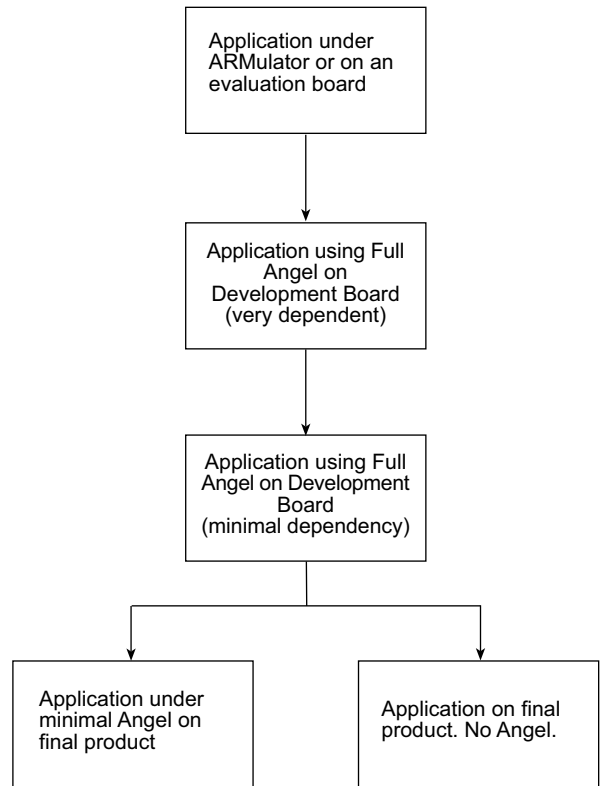 Application under
ARMulator or on an
evaluation board
Application using Full
Angel on
Development Board
(very dependent)
Application using Full
Angel on Development
Board
(minimal dependency)
Application under
minimal Angel on
final product
Application on final
product. No Angel.